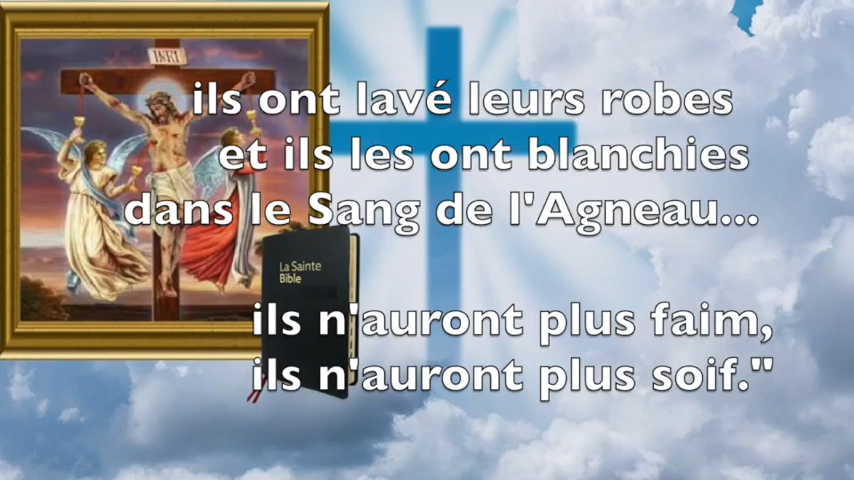 INRI
ils ont lavé leurs robes
et ils les ont blanchies
dans le Sang de l'Agneau...
La Sainte
Bible
ils n'auront plus faim,
ils n'auront plus soif."